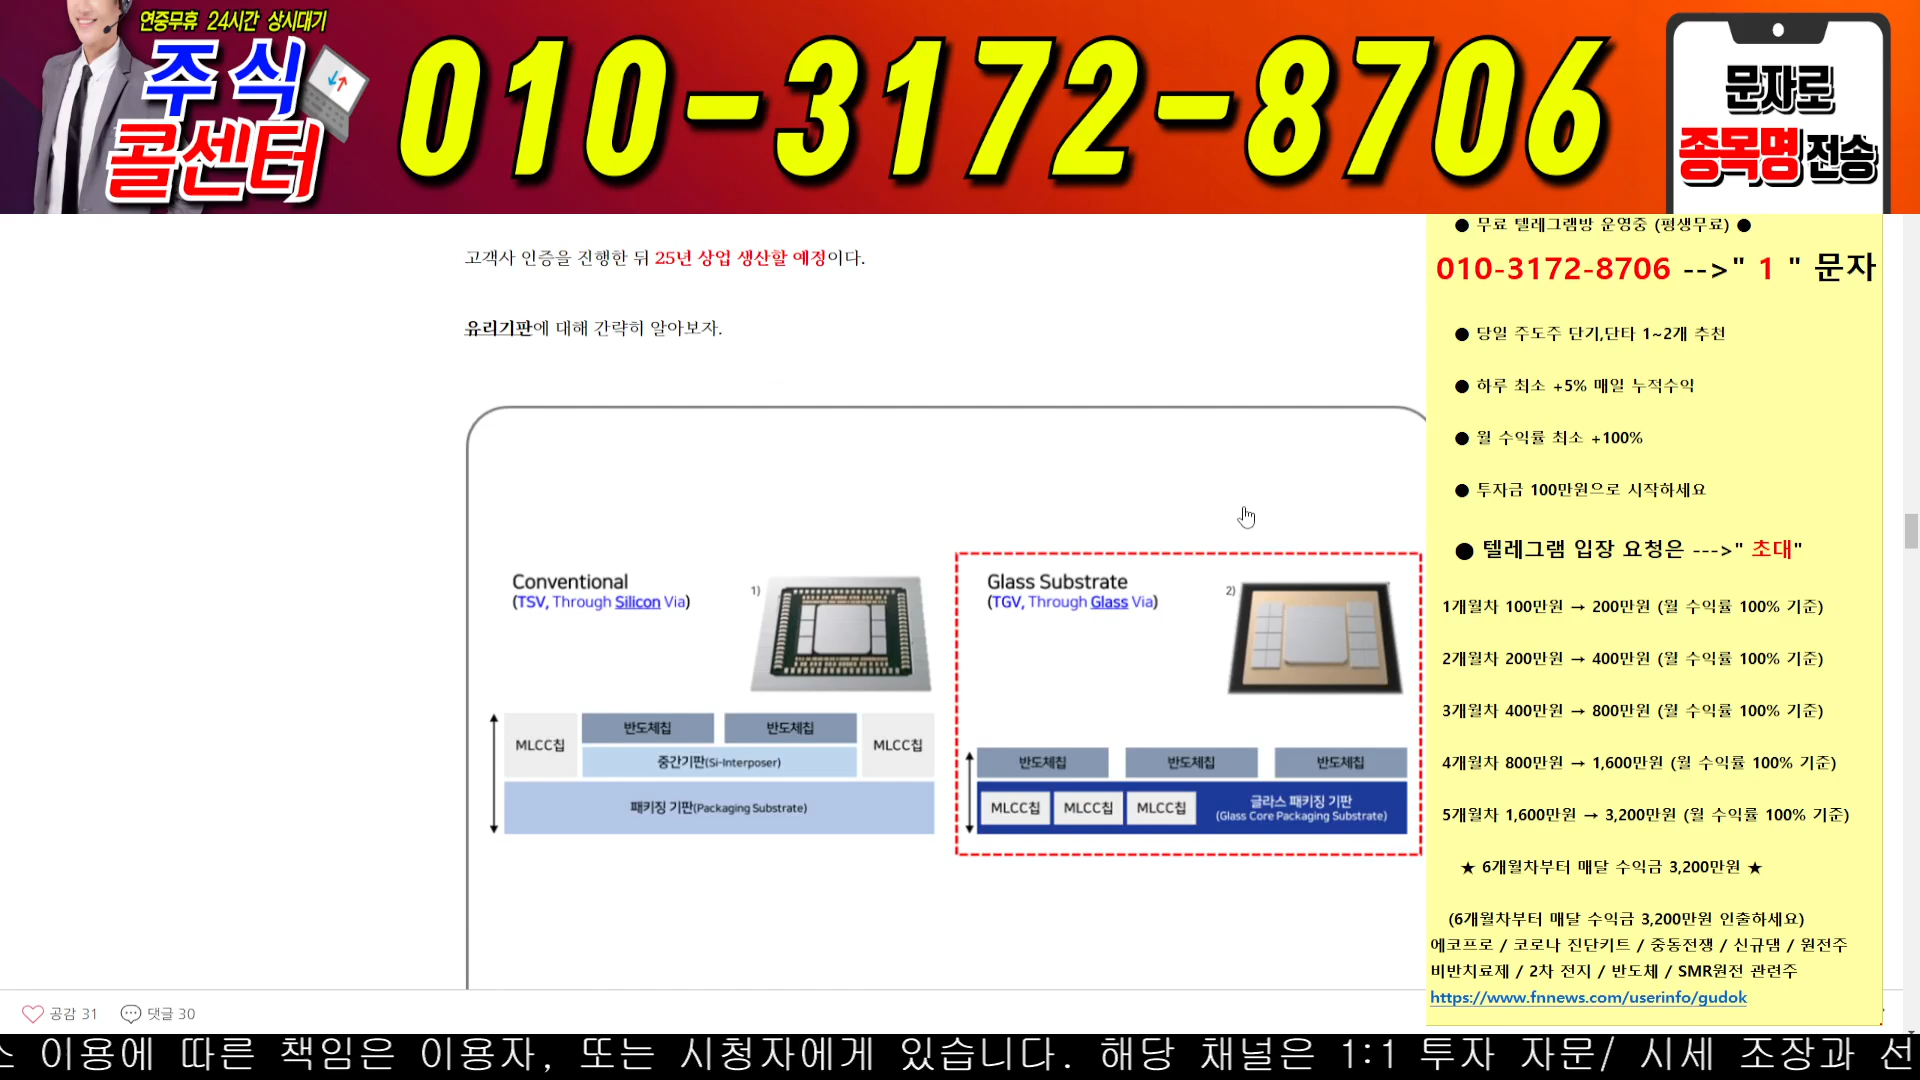 연중무휴 24시간 상시대기
주식
콜센터
010-3172-8706
문자로
종목명 전송
고객사 인증을 진행한 뒤 25년 상업 생산할 예정이다.
유리기판에 대해 간략히 알아보자.
Conventional
(TSV, Through Silicon Via)
1)
MLCC칩
반도체칩
반도체칩
MLCC칩
중간기판(Si-Interposer)
패키징 기판(Packaging Substrate)
Glass Substrate
(TGV, Through Glass Via)
2)
반도체칩
반도체칩
반도체칩
MLCC칩
MLCC칩
MLCC칩
글라스 패키징 기판
(Glass Core Packaging Substrate)
● 무료 텔레그램방 운영중 (평생무료) ●
010-3172-8706 -->" 1 " 문자
● 당일 주도주 단기,단타 1~2개 추천
● 하루 최소 +5% 매일 누적수익
● 월 수익률 최소 +100%
● 투자금 100만원으로 시작하세요
● 텔레그램 입장 요청은 --->" 초대"
1개월차 100만원 → 200만원 (월 수익률 100% 기준)
2개월차 200만원 → 400만원 (월 수익률 100% 기준)
3개월차 400만원 → 800만원 (월 수익률 100% 기준)
4개월차 800만원 → 1,600만원 (월 수익률 100% 기준)
5개월차 1,600만원 → 3,200만원 (월 수익률 100% 기준)
★ 6개월차부터 매달 수익금 3,200만원 ★
(6개월차부터 매달 수익금 3,200만원 인출하세요)
에코프로 / 코로나 진단키트 / 중동전쟁 / 신규댐 / 원전주
비반치료제 / 2차 전지 / 반도체 / SMR원전 관련주
https://www.fnnews.com/userinfo/gudok
공감 31
댓글 30
스 이용에 따른 책임은 이용자, 또는 시청자에게 있습니다. 해당 채널은 1:1 투자 자문/ 시세 조장과 선